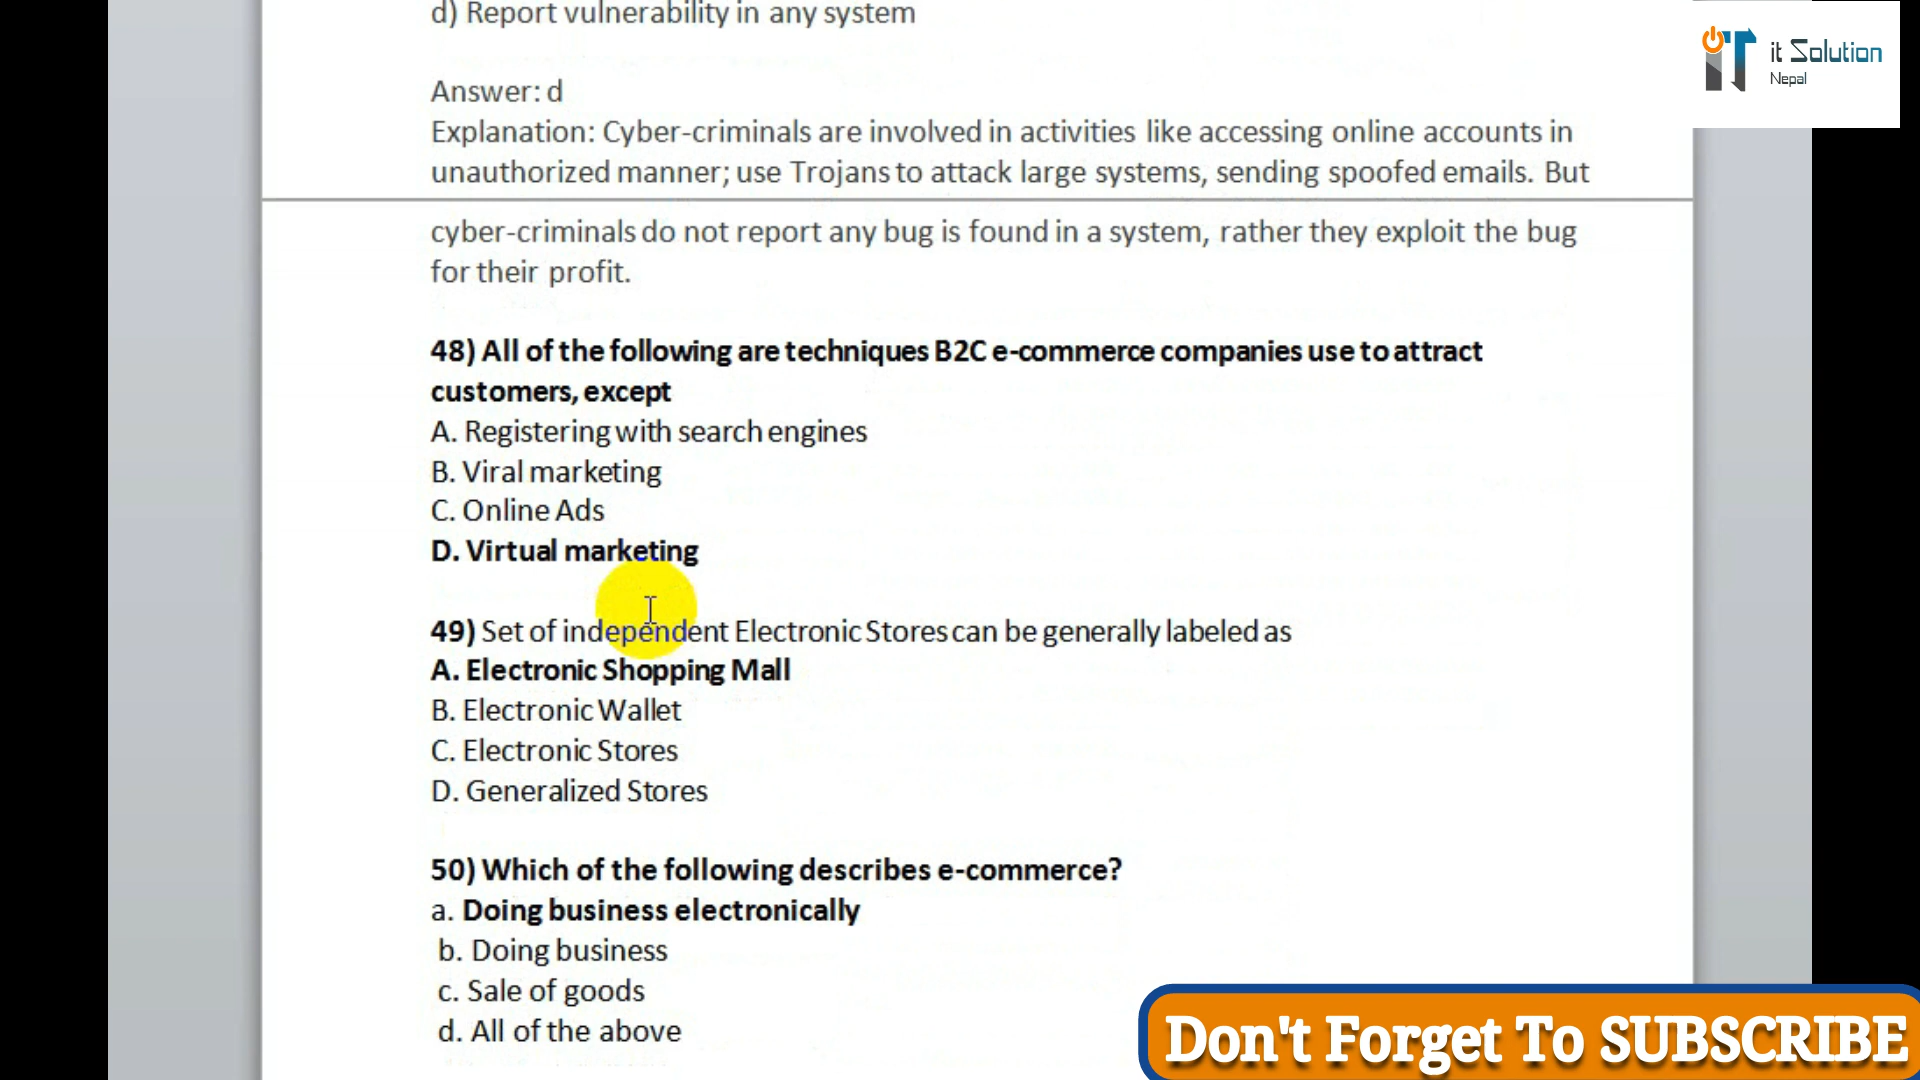 d) Report vulnerability in any system
it Solution
Nepal
Answer: d
Explanation: Cyber-criminals are involved in activities like accessing online accounts in
unauthorized manner; use Trojans to attack large systems, sending spoofed emails. But
cyber-criminals do not report any bug is found in a system, rather they exploit the bug
for their profit.
48) All of the following are techniques B2C e-commerce companies use to attract
customers, except
A. Registering with search engines
B. Viral marketing
C. Online Ads
D. Virtual marketing
49) Set of independent Electronic Stores can be generally labeled as
A. Electronic Shopping Mall
B. Electronic Wallet
C. Electronic Stores
D. Generalized Stores
50) Which of the following describes e-commerce?
a. Doing business electronically
b. Doing business
c. Sale of goods
d. All of the above
Don't Forget To SUBSCRIBE